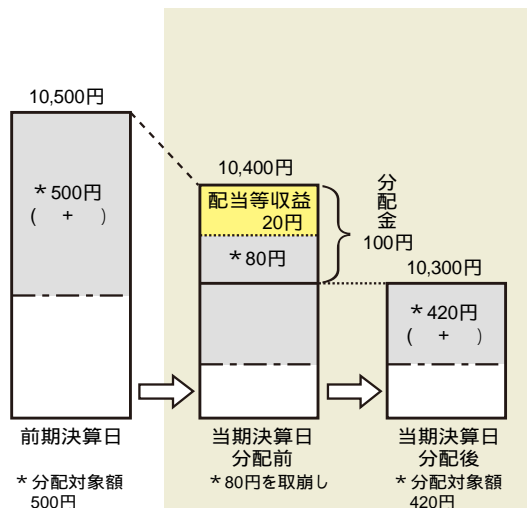 10,500円
*500円
( + )
前期決算日
*分配対象額
500円
10,400円
配当等収益
20円
*80円
分配金
100円
当期決算日
分配前
*80円を取崩し
10,300円
*420円
( + )
当期決算日
分配後
*分配対象額
420円